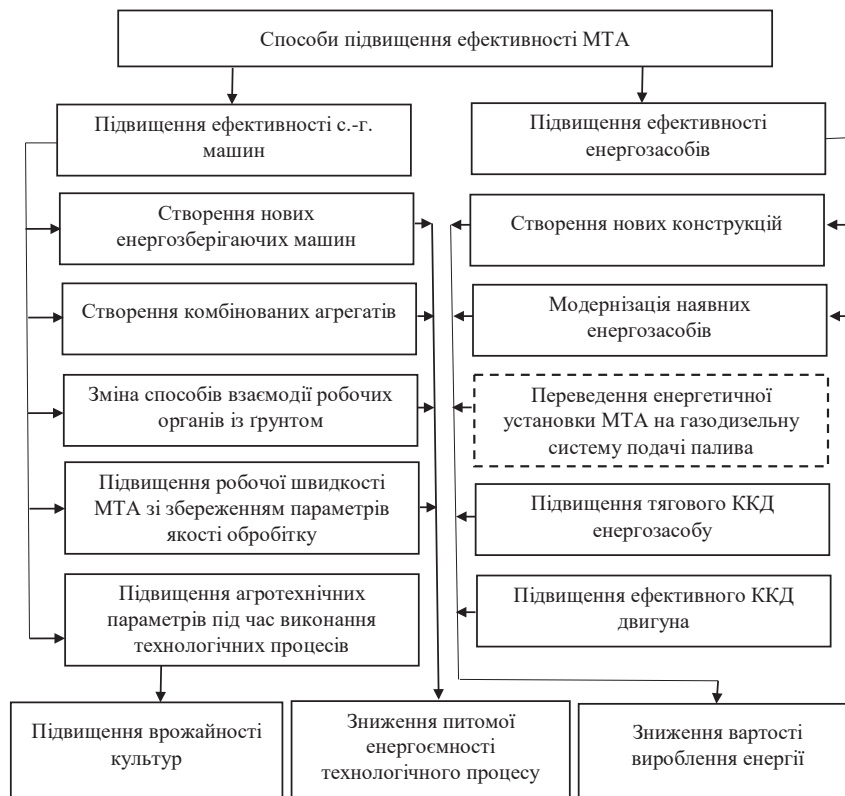 Способи підвищення ефективності МТА
Підвищення ефективності с.-г.
машин
Підвищення ефективності
енергозасобів
Створення нових
енергозберігаючих машин
Створення нових конструкцій
Створення комбінованих агрегатів
Модернізація наявних
енергозасобів
Зміна способів взаємодії робочих
органів із ґрунтом
Переведення енергетичної
установки МТА на газодизельну
систему подачі палива
Підвищення робочої швидкості
МТА зі збереженням параметрів
якості обробітку
Підвищення тягового ККД
енергозасобу
Підвищення агротехнічних
параметрів під час виконання
технологічних процесів
Підвищення ефективного ККД
двигуна
Підвищення врожайності
культур
Зниження питомої
енергоємності
технологічного процесу
Зниження вартості
вироблення енергії